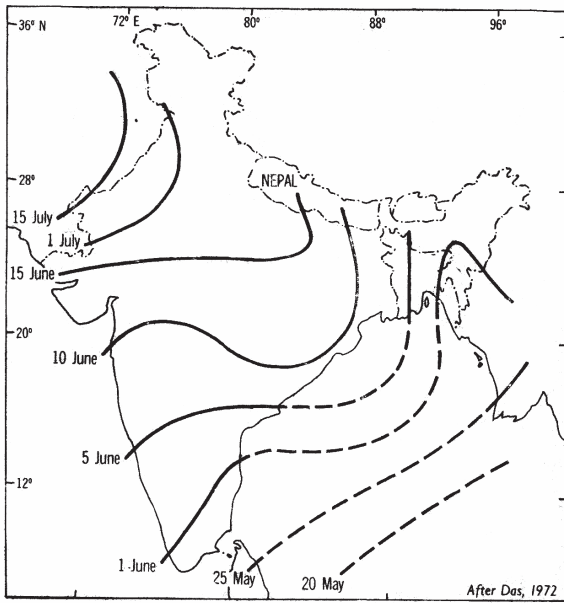 36° N
72° E
80°
88°
96°
28°
NEPAL
15 July
1 July
15 June
20°
10 June
5 June
12°
1 June
25 May
20 May
After Das, 1972